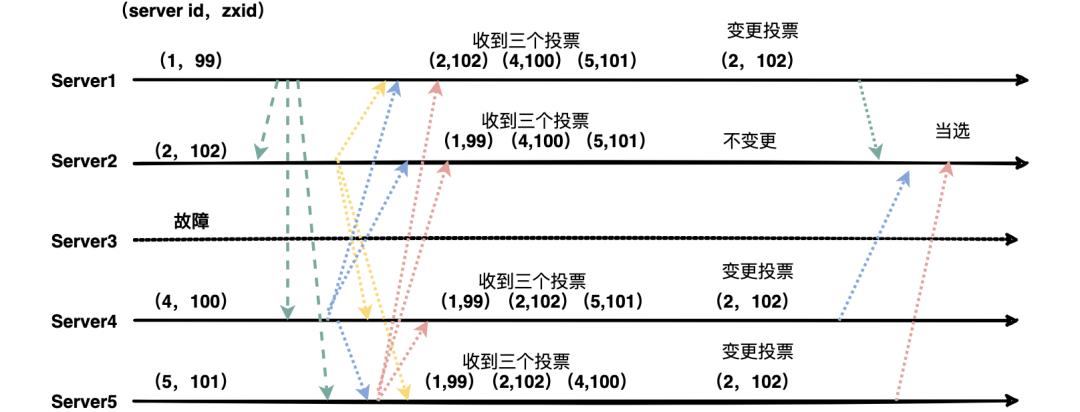 （server id，zxid)
收到三个投票
变更投票
（1，99）
（2,102）（4,100）（5,101）
（2，102）
Server1
收到三个投票
当选
（2，102）
（1,99）（4,100）（5,101）
不变更
Server2
故障
Server3
收到三个投票
变更投票
（4，100）
（1,99）（2,102）（5,101）
（2，102）
Server4
收到三个投票
变更投票
（5，101）
（1,99）（2,102）（4,100）
（2，102）
Server5